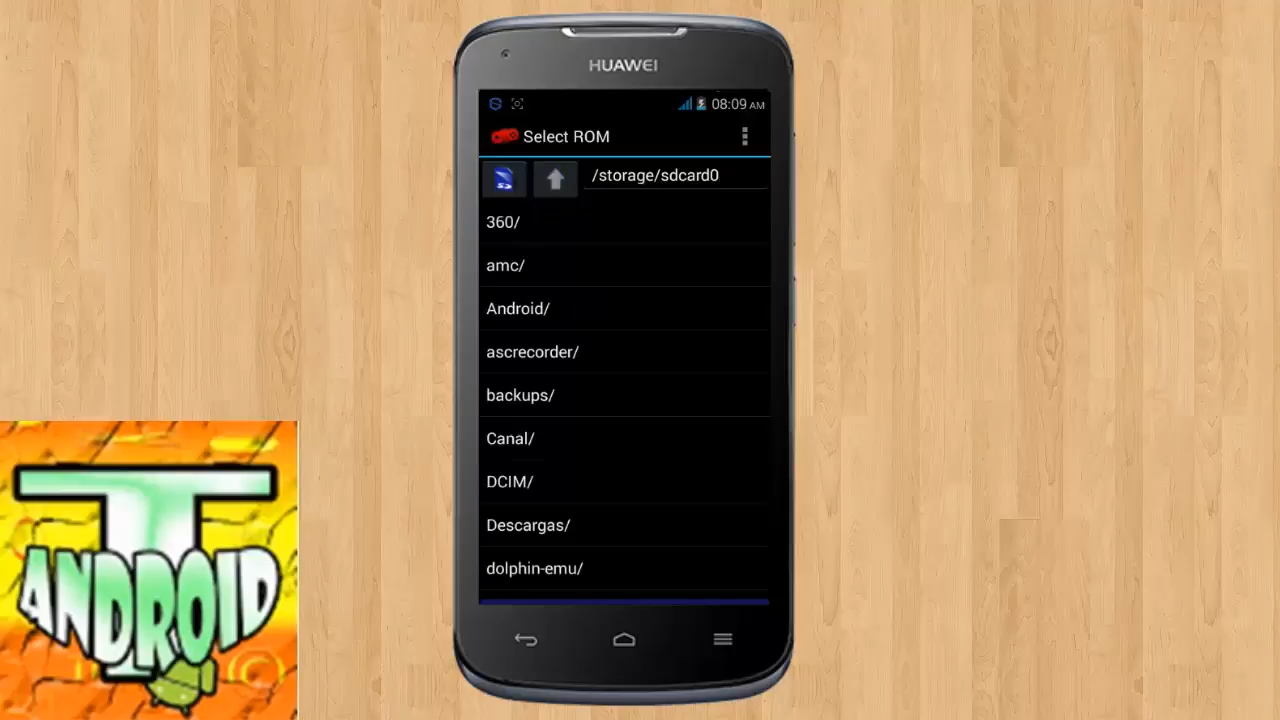 HUAWEI
08:09 AM
Select ROM
/storage/sdcard0
360/
amc/
Android/
ascrecorder/
backups/
Canal/
DCIM/
Descargas/
dolphin-emu/
T
ANDROID